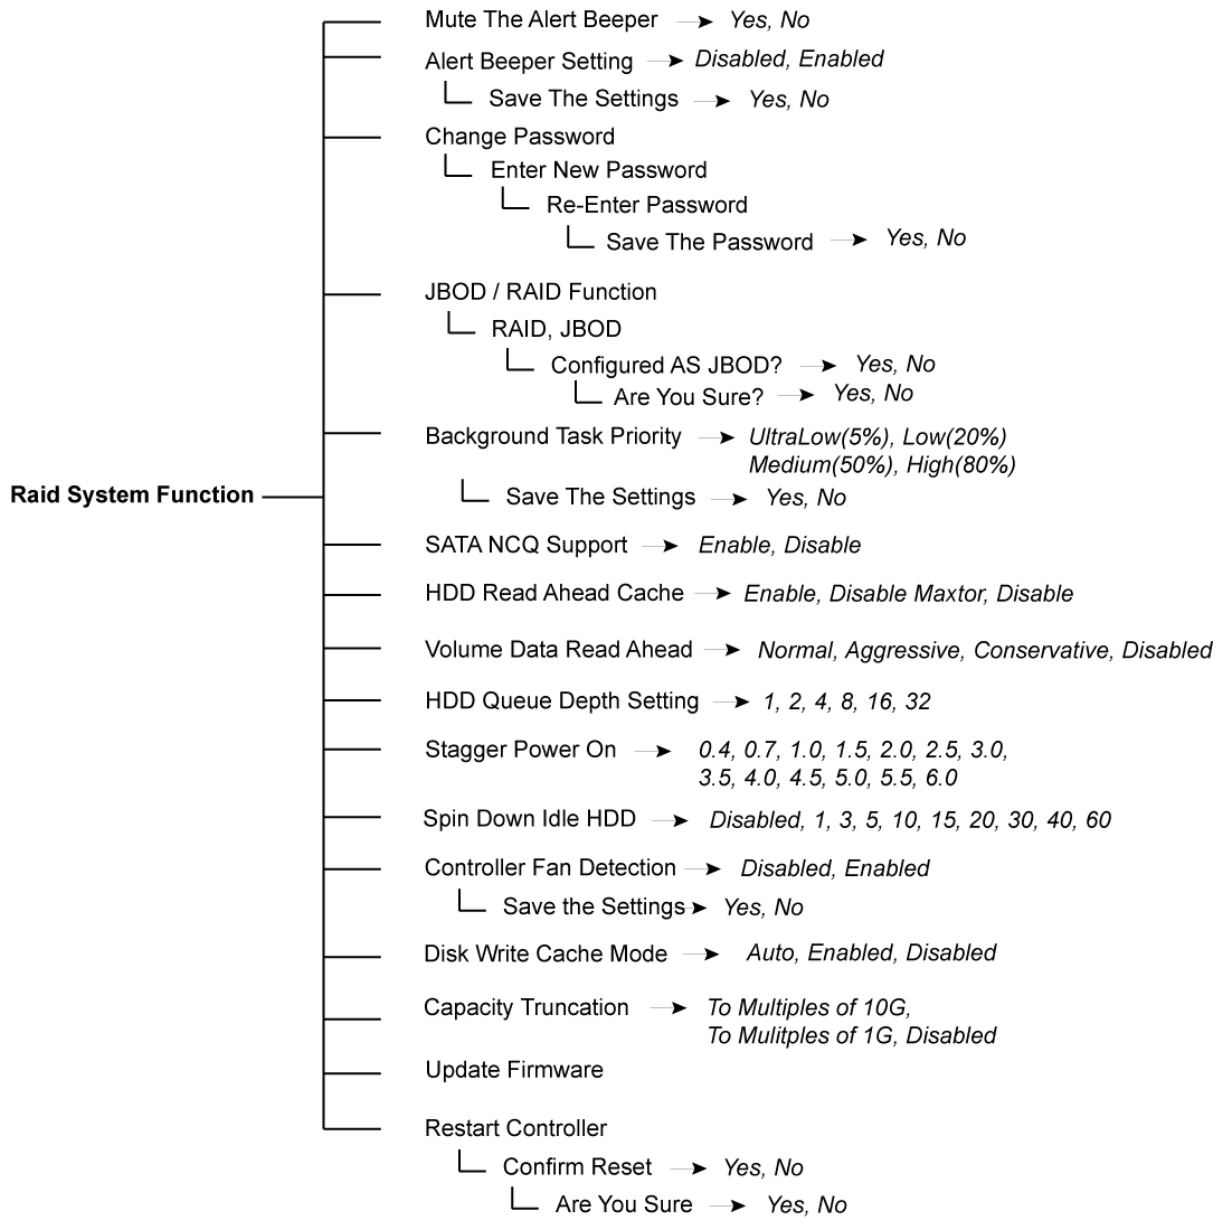 Mute The Alert Beeper Yes, No
Alert Beeper Setting Disabled, Enabled
Save The Settings Yes, No
Change Password
Enter New Password
Re-Enter Password
Save The Password Yes, No
JBOD / RAID Function
RAID, JBOD
Configured AS JBOD? Yes, No
Are You Sure? Yes, No
Background Task Priority UltraLow(5%), Low(20%)
Medium(50%), High(80%)
Raid System Function
Save The Settings Yes, No
SATA NCQ Support Enable, Disable
HDD Read Ahead Cache Enable, Disable Maxtor, Disable
Volume Data Read Ahead Normal, Aggressive, Conservative, Disabled
HDD Queue Depth Setting 1, 2, 4, 8, 16, 32
Stagger Power On 0.4, 0.7, 1.0, 1.5, 2.0, 2.5, 3.0,
3.5, 4.0, 4.5, 5.0, 5.5, 6.0
Spin Down Idle HDD Disabled, 1, 3, 5, 10, 15, 20, 30, 40, 60
Controller Fan Detection Disabled, Enabled
Save the Settings Yes, No
Disk Write Cache Mode Auto, Enabled, Disabled
Capacity Truncation To Multiples of 10G,
To Mulitples of 1G, Disabled
Update Firmware
Restart Controller
Confirm Reset Yes, No
Are You Sure Yes, No